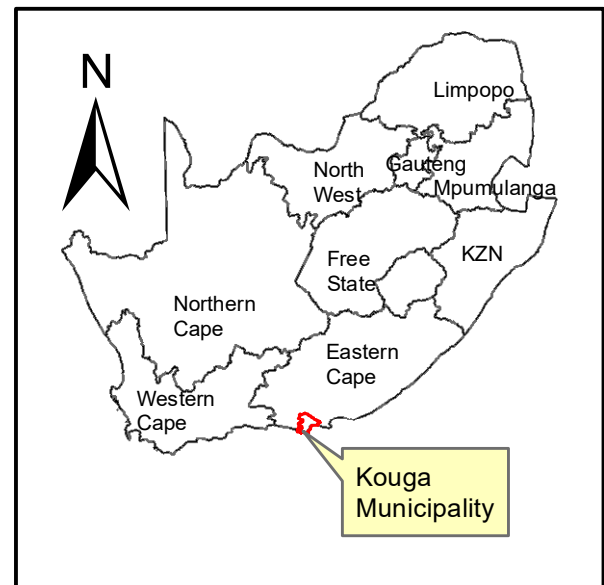 N
Limpopo
North
West
Gauteng
Mpumulanga
Free
State
KZN
Northern
Cape
Eastern
Cape
Western
Cape
Kouga
Municipality